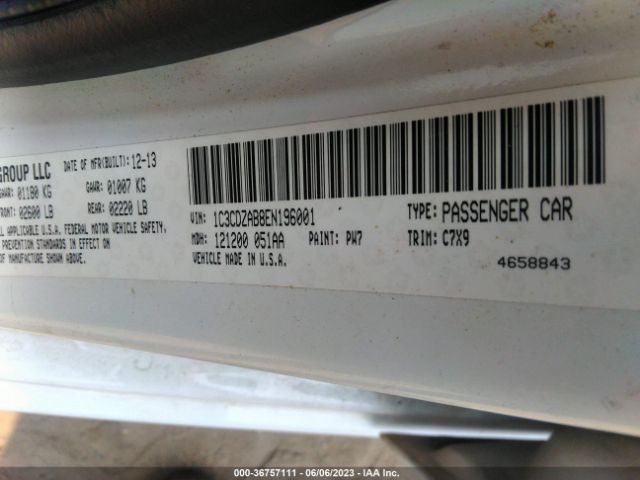 GROUP LLC DATE OF MFR(BUILT): 12-13
GAWR: 01180 KG GAWR: 01007 KG
FRONT: 02600 LB REAR: 02220 LB
ALL APPLICABLE U.S.A. FEDERAL MOTOR VEHICLE SAFETY,
PREVENTION STANDARDS IN EFFECT ON
OF MANUFACTURE SHOWN ABOVE.
VIN: 1C3CDZAB8EN196001 TYPE: PASSENGER CAR
MDH: 121200 051AA PAINT: PW7 TRIM: C7X9
VEHICLE MADE IN U.S.A. 4658843
000-36757111 - 06/06/2023 - IAA Inc.